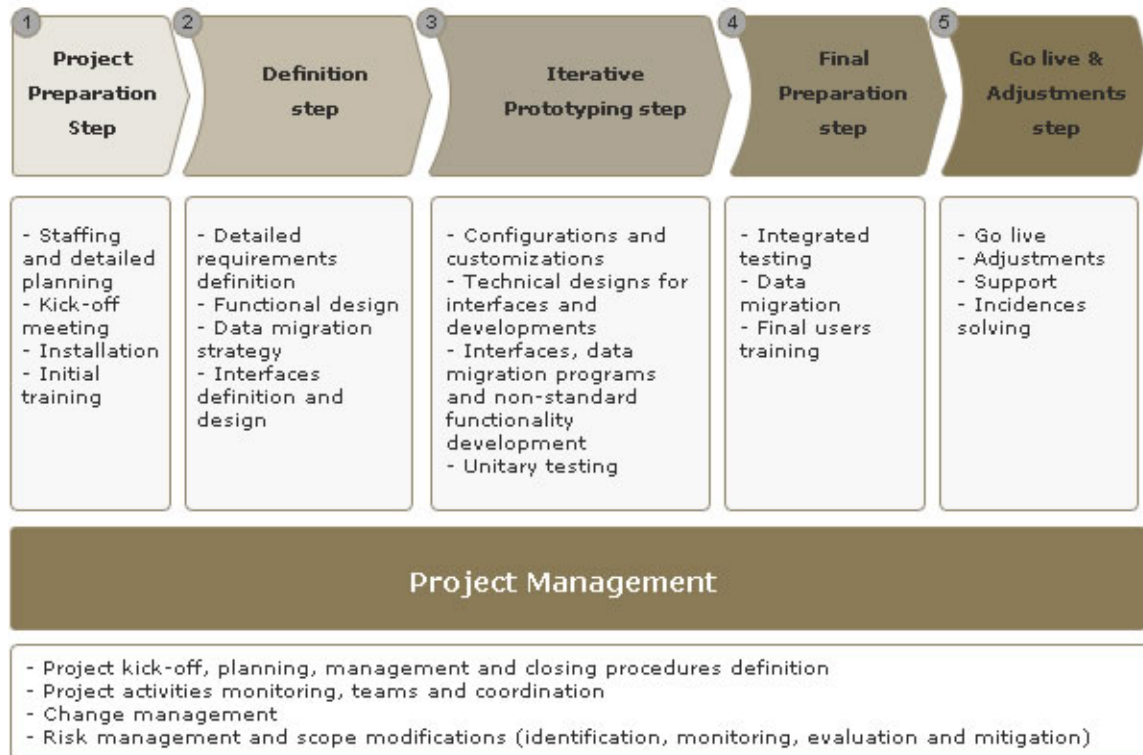 1
Project
Preparation
Step
2
Definition
step
3
Iterative
Prototyping step
4
Final
Preparation
step
5
Go live &
Adjustments
step
- Staffing
and detailed
planning
- Kick-off
meeting
- Installation
- Initial
training
- Detailed
requirements
definition
- Functional design
- Data migration
strategy
- Interfaces
definition and
design
- Configurations and
customizations
- Technical designs for
interfaces and
developments
- Interfaces, data
migration programs
and non-standard
functionality
development
- Unitary testing
- Integrated
testing
- Data
migration
- Final users
training
- Go live
- Adjustments
- Support
- Incidences
solving
Project Management
- Project kick-off, planning, management and closing procedures definition
- Project activities monitoring, teams and coordination
- Change management
- Risk management and scope modifications (identification, monitoring, evaluation and mitigation)